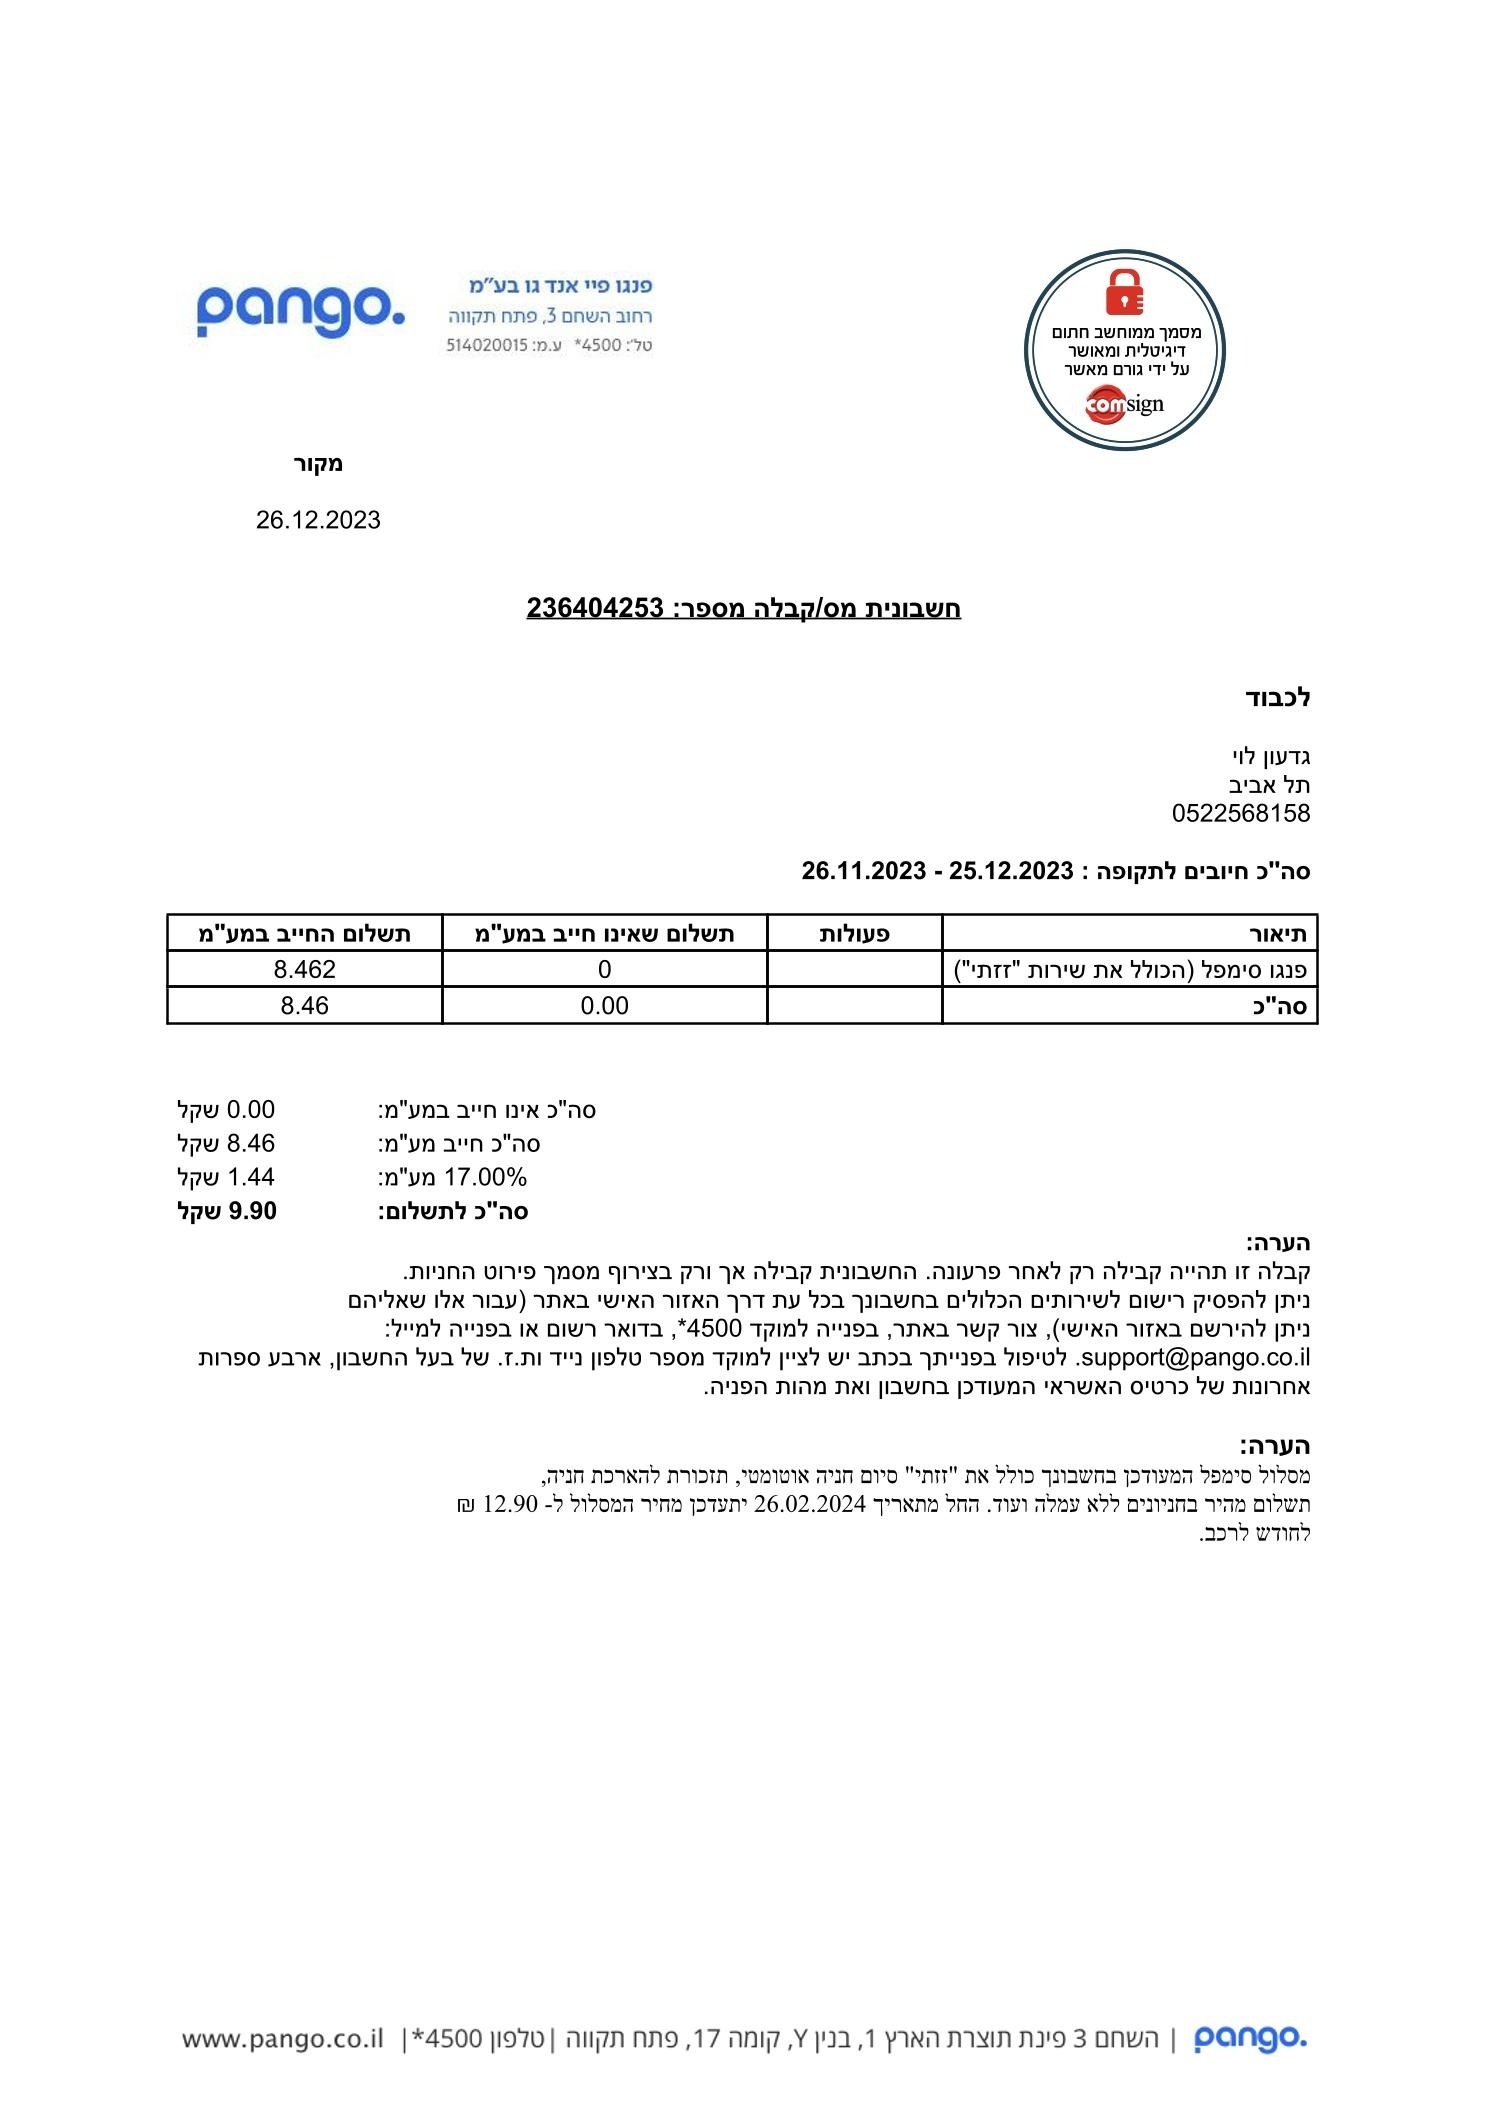 pango.
פנגו פיי אנד גו בע"מ
רחוב השחם 3, פתח תקווה
טל': 4500* ע.מ: 514020015
מסמך ממוחשב חתום
דיגיטלית ומאושר
על ידי גורם מאשר
comsign
מקור
26.12.2023
חשבונית מס/קבלה מספר: 236404253
לכבוד
גדעון לוי
תל אביב
0522568158
סה"כ חיובים לתקופה : 25.12.2023 - 26.11.2023
תיאור פעולות תשלום שאינו חייב במע"מ תשלום החייב במע"מ
פנגו סימפל (הכולל את שירות "זזתי") 0 8.462
סה"כ 0.00 8.46
סה"כ אינו חייב במע"מ: 0.00 שקל
סה"כ חייב מע"מ: 8.46 שקל
17.00% מע"מ: 1.44 שקל
סה"כ לתשלום: 9.90 שקל
הערה:
קבלה זו תהייה קבילה רק לאחר פרעונה. החשבונית קבילה אך ורק בצירוף מסמך פירוט החניות.
ניתן להפסיק רישום לשירותים הכלולים בחשבונך בכל עת דרך האזור האישי באתר (עבור אלו שאליהם
ניתן להירשם באזור האישי), צור קשר באתר, בפנייה למוקד 4500*, בדואר רשום או בפנייה למייל:
support@pango.co.il. לטיפול בפנייתך בכתב יש לציין למוקד מספר טלפון נייד ות.ז. של בעל החשבון, ארבע ספרות
אחרונות של כרטיס האשראי המעודכן בחשבון ואת מהות הפניה.
הערה:
מסלול סימפל המעודכן בחשבונך כולל את "זזתי" סיום חניה אוטומטי, תזכורת להארכת חניה,
תשלום מהיר בחניונים ללא עמלה ועוד. החל מתאריך 26.02.2024 יתעדכן מחיר המסלול ל- 12.90 ₪
לחודש לרכב.
pango. | השחם 3 פינת תוצרת הארץ 1, בנין Y, קומה 17, פתח תקווה |טלפון 4500*| www.pango.co.il